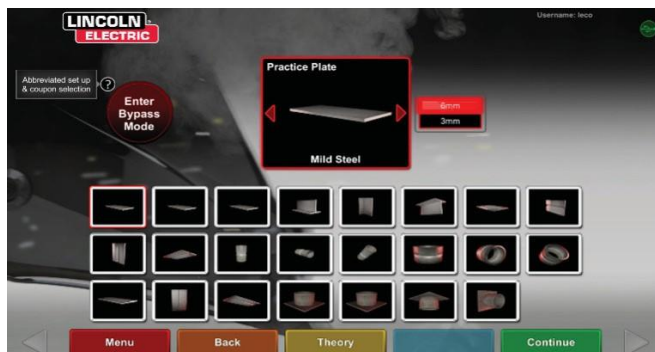 LINCOLN
ELECTRIC
Username: leco
Practice Plate
Abbreviated set up
& coupon selection
?
Enter
Bypass
Mode
6mm
3mm
Mild Steel
Menu
Back
Theory
Continue